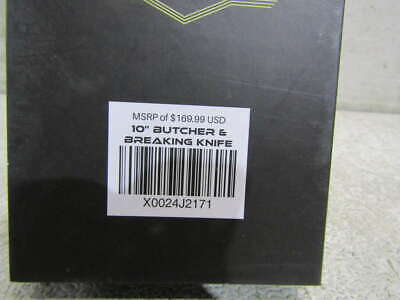 MSRP of $169.99 USD
10" BUTCHER &
BREAKING KNIFE
X0024J2171